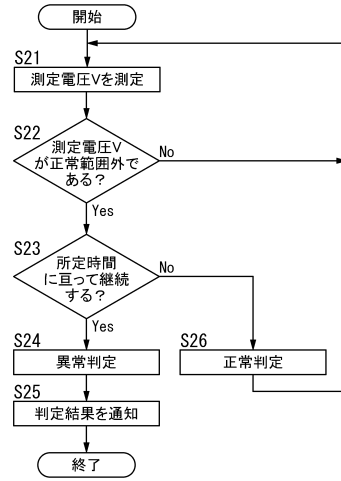 開始
S21
測定電圧Vを測定
S22
測定電圧V
が正常範囲外で
ある?
No
Yes
S23
所定時間
に亘って継続
する?
No
Yes
S24
異常判定
S26
正常判定
S25
判定結果を通知
終了